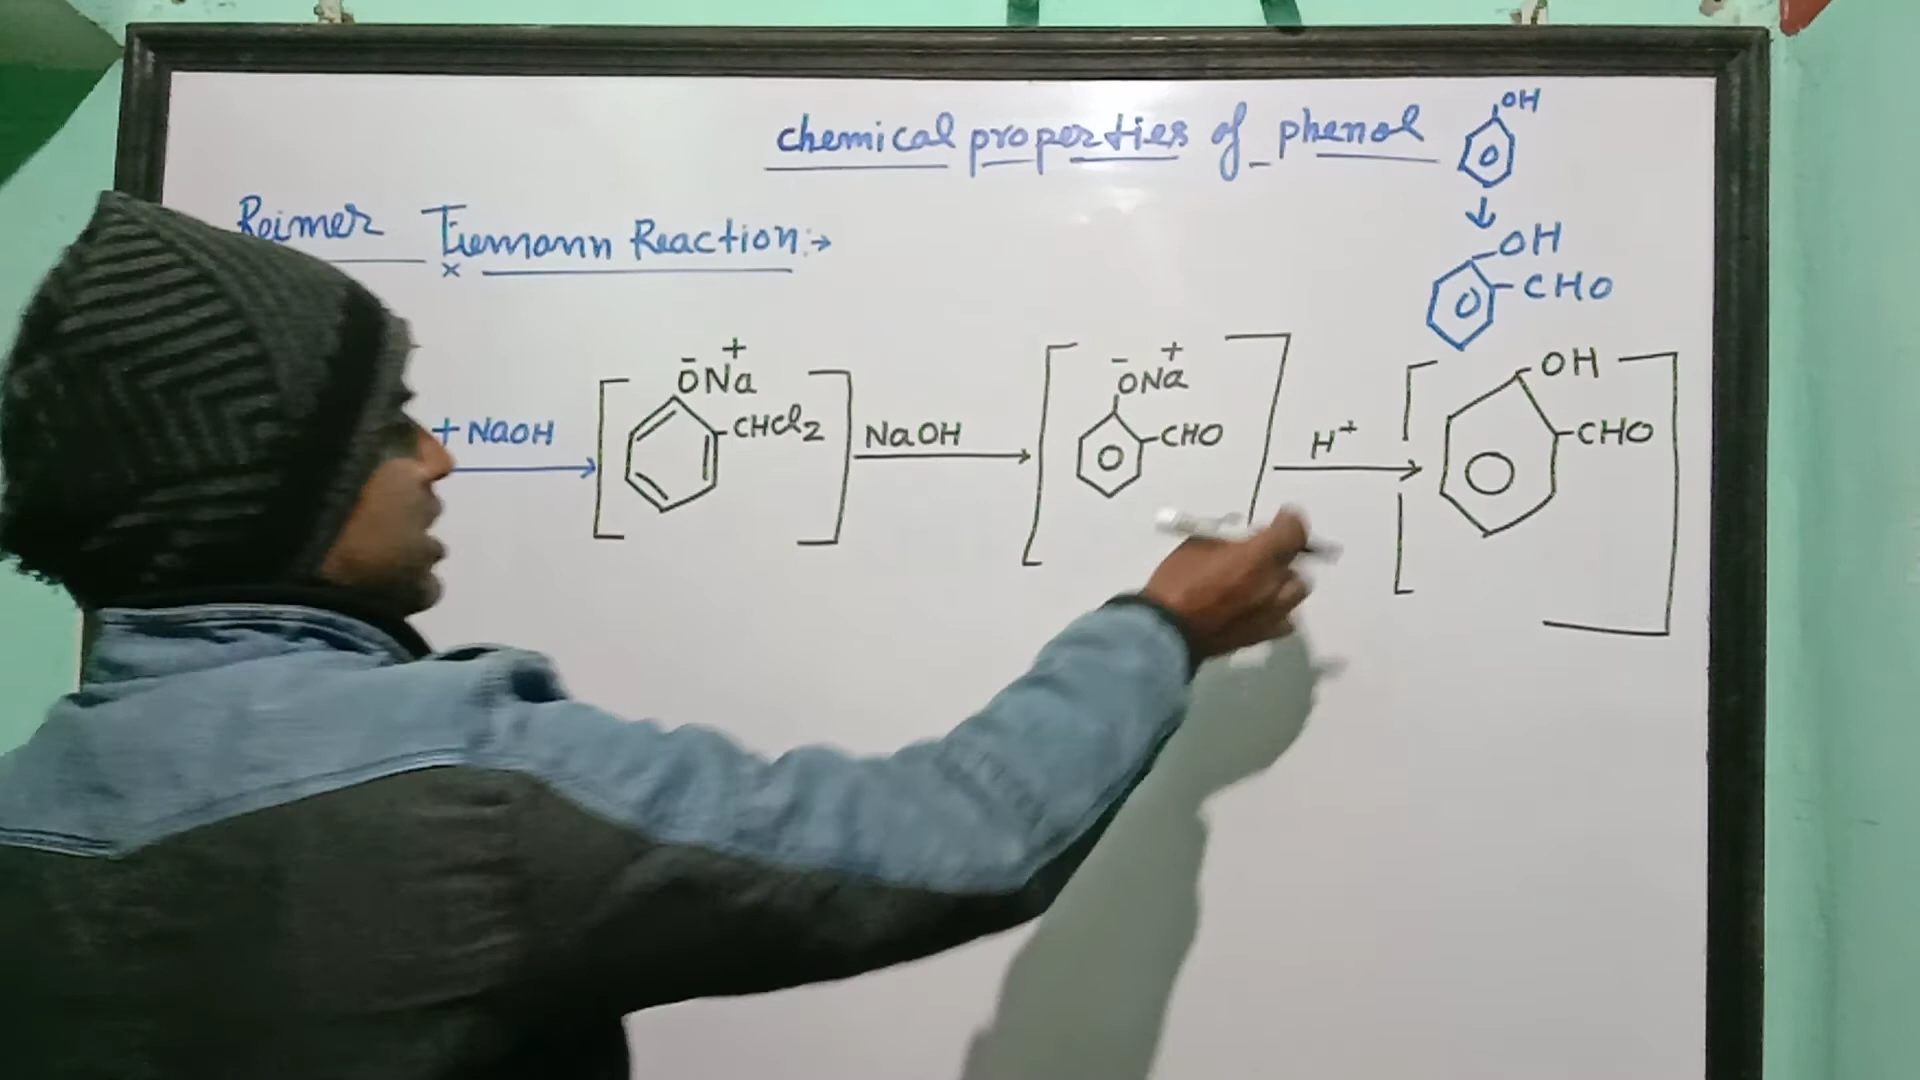 chemical properties of phenol
OH
Reimer Tiemann Reaction:→
OH
CHO
+ NaOH
ŌNa⁺
CHCl₂
NaOH
ŌNa⁺
CHO
H⁺
OH
CHO